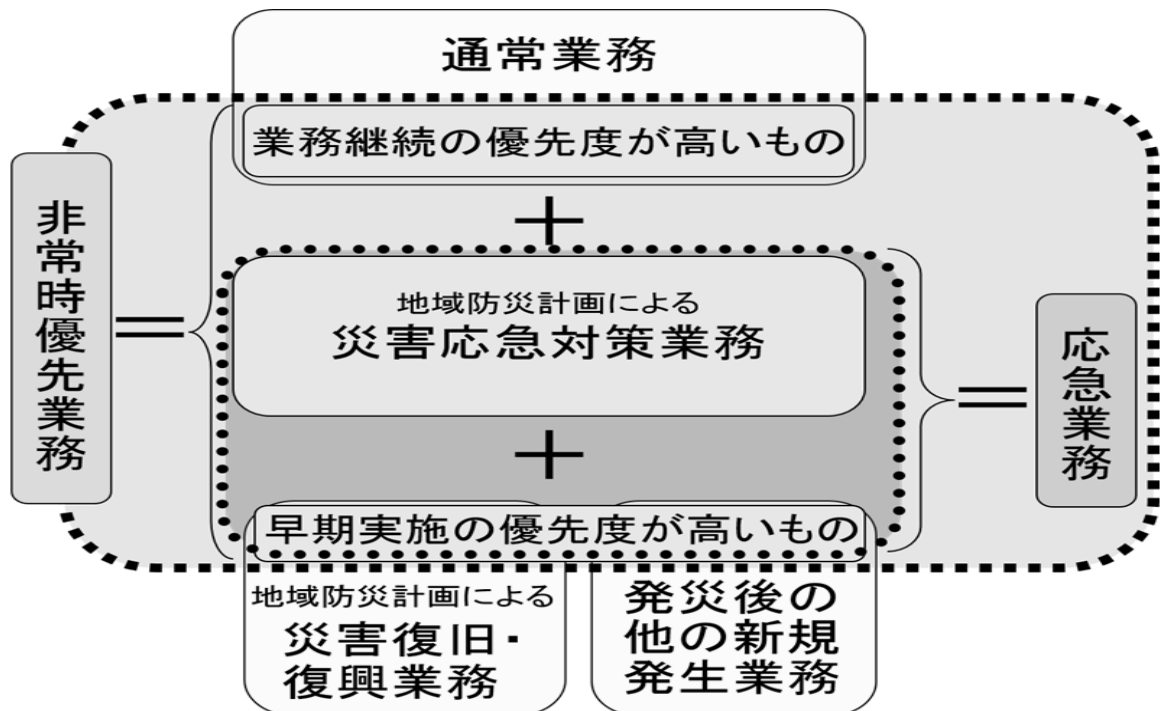 通常業務
業務継続の優先度が高いもの
+
非常時優先業務
=
地域防災計画による
災害応急対策業務
=
応急業務
+
早期実施の優先度が高いもの
地域防災計画による
災害復旧・
復興業務
発災後の
他の新規
発生業務